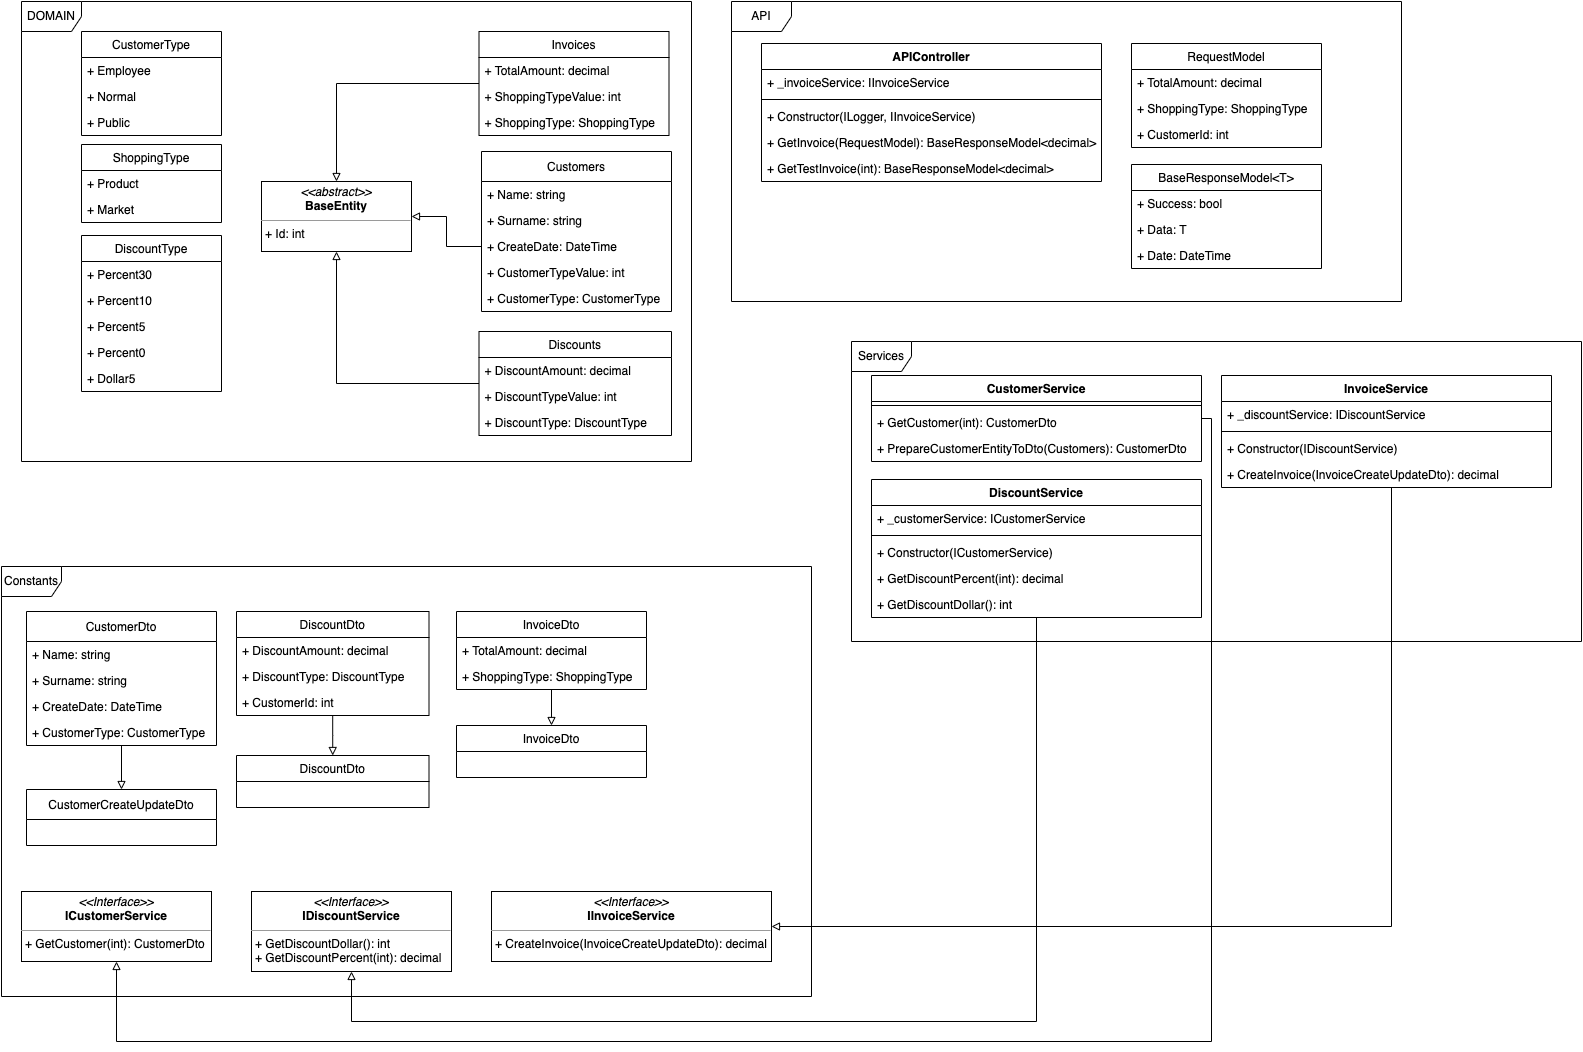 DOMAIN
CustomerType
+ Employee
+ Normal
+ Public
ShoppingType
+ Product
+ Market
DiscountType
+ Percent30
+ Percent10
+ Percent5
+ Percent0
+ Dollar5
<<abstract>>
BaseEntity
+ Id: int
Invoices
+ TotalAmount: decimal
+ ShoppingTypeValue: int
+ ShoppingType: ShoppingType
Customers
+ Name: string
+ Surname: string
+ CreateDate: DateTime
+ CustomerTypeValue: int
+ CustomerType: CustomerType
Discounts
+ DiscountAmount: decimal
+ DiscountTypeValue: int
+ DiscountType: DiscountType
API
APIController
+ _invoiceService: IInvoiceService
+ Constructor(ILogger, IInvoiceService)
+ GetInvoice(RequestModel): BaseResponseModel<decimal>
+ GetTestInvoice(int): BaseResponseModel<decimal>
RequestModel
+ TotalAmount: decimal
+ ShoppingType: ShoppingType
+ CustomerId: int
BaseResponseModel<T>
+ Success: bool
+ Data: T
+ Date: DateTime
Services
CustomerService
+ GetCustomer(int): CustomerDto
+ PrepareCustomerEntityToDto(Customers): CustomerDto
DiscountService
+ _customerService: ICustomerService
+ Constructor(ICustomerService)
+ GetDiscountPercent(int): decimal
+ GetDiscountDollar(): int
InvoiceService
+ _discountService: IDiscountService
+ Constructor(IDiscountService)
+ CreateInvoice(InvoiceCreateUpdateDto): decimal
Constants
CustomerDto
+ Name: string
+ Surname: string
+ CreateDate: DateTime
+ CustomerType: CustomerType
CustomerCreateUpdateDto
DiscountDto
+ DiscountAmount: decimal
+ DiscountType: DiscountType
+ CustomerId: int
DiscountDto
InvoiceDto
+ TotalAmount: decimal
+ ShoppingType: ShoppingType
InvoiceDto
<<Interface>>
ICustomerService
+ GetCustomer(int): CustomerDto
<<Interface>>
IDiscountService
+ GetDiscountDollar(): int
+ GetDiscountPercent(int): decimal
<<Interface>>
IInvoiceService
+ CreateInvoice(InvoiceCreateUpdateDto): decimal